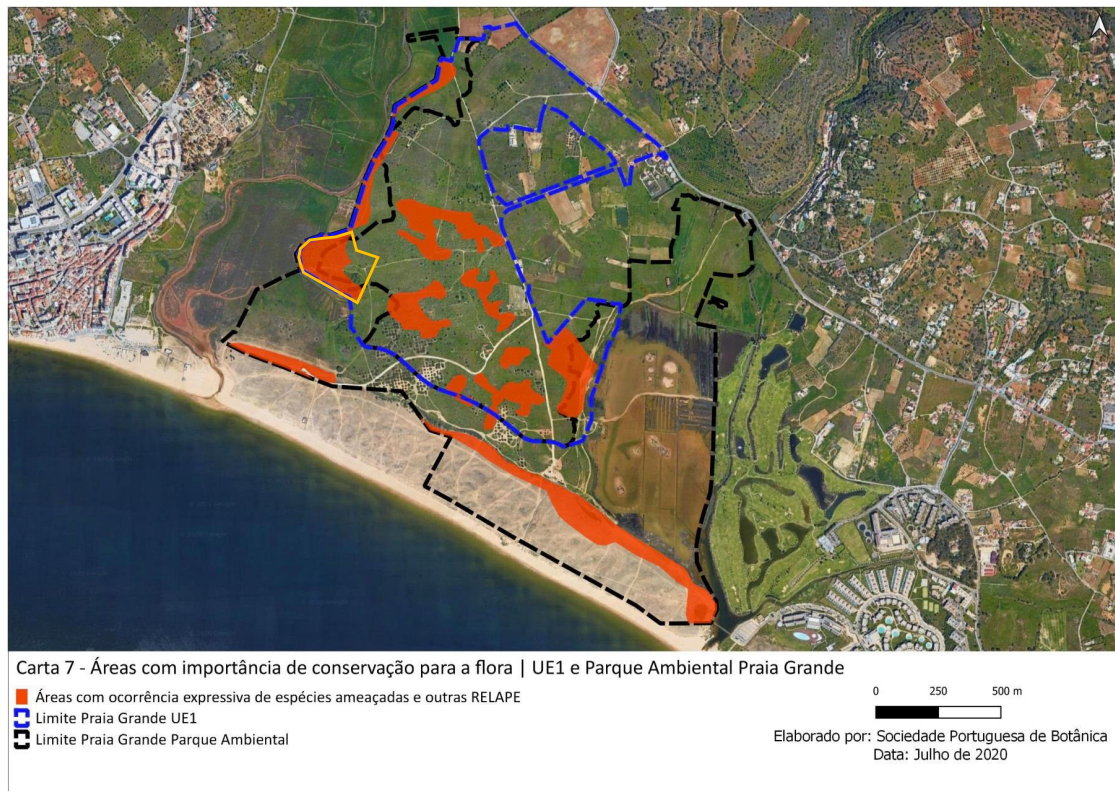 Carta 7 - Áreas com importância de conservação para a flora | UE1 e Parque Ambiental Praia Grande
Áreas com ocorrência expressiva de espécies ameaçadas e outras RELAPE
Limite Praia Grande UE1
Limite Praia Grande Parque Ambiental
0 250 500 m
Elaborado por: Sociedade Portuguesa de Botânica
Data: Julho de 2020